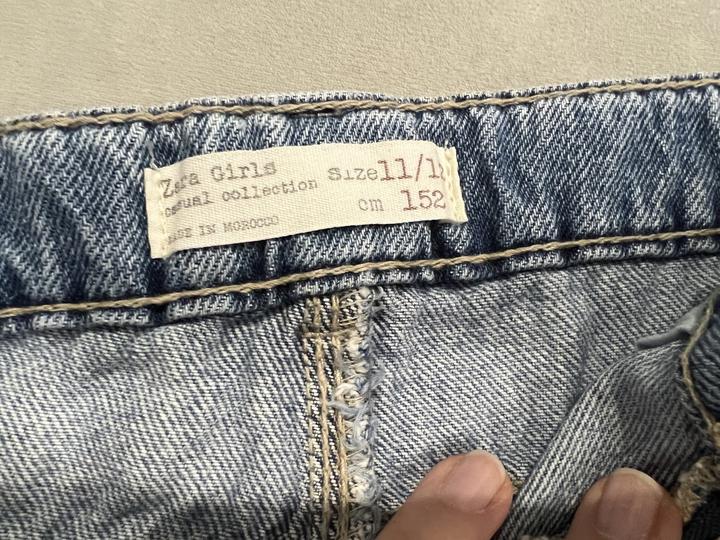 Zara Girls Size 11/12
casual collection cm 152
MADE IN MOROCCO